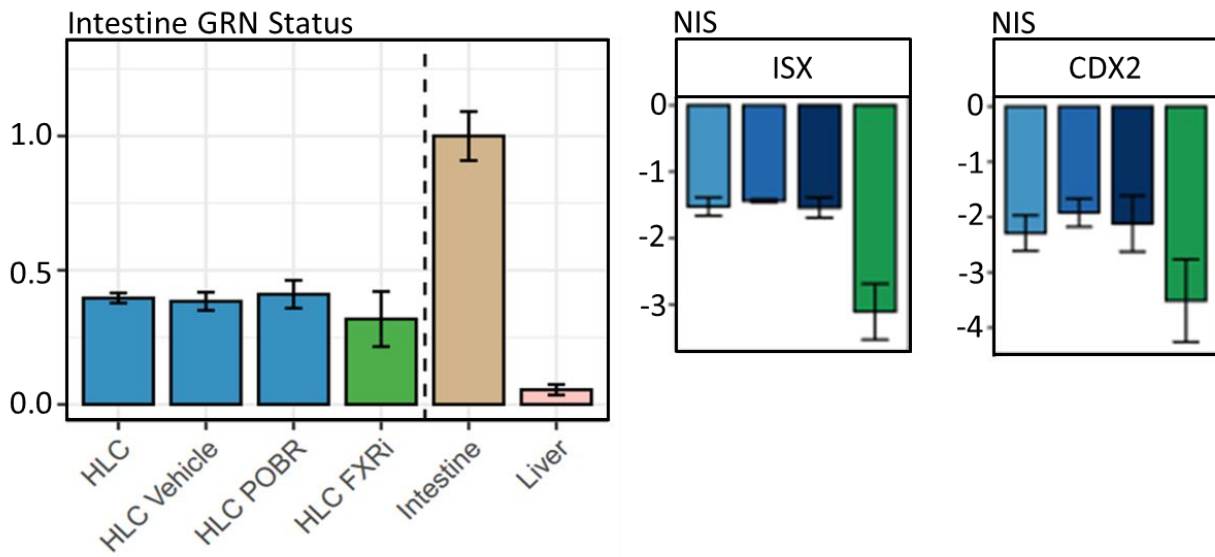 Intestine GRN Status
1.0
0.5
0.0
HLC
HLC Vehicle
HLC POBR
HLC FXRi
Intestine
Liver
NIS
ISX
0
-1
-2
-3
NIS
CDX2
0
-1
-2
-3
-4